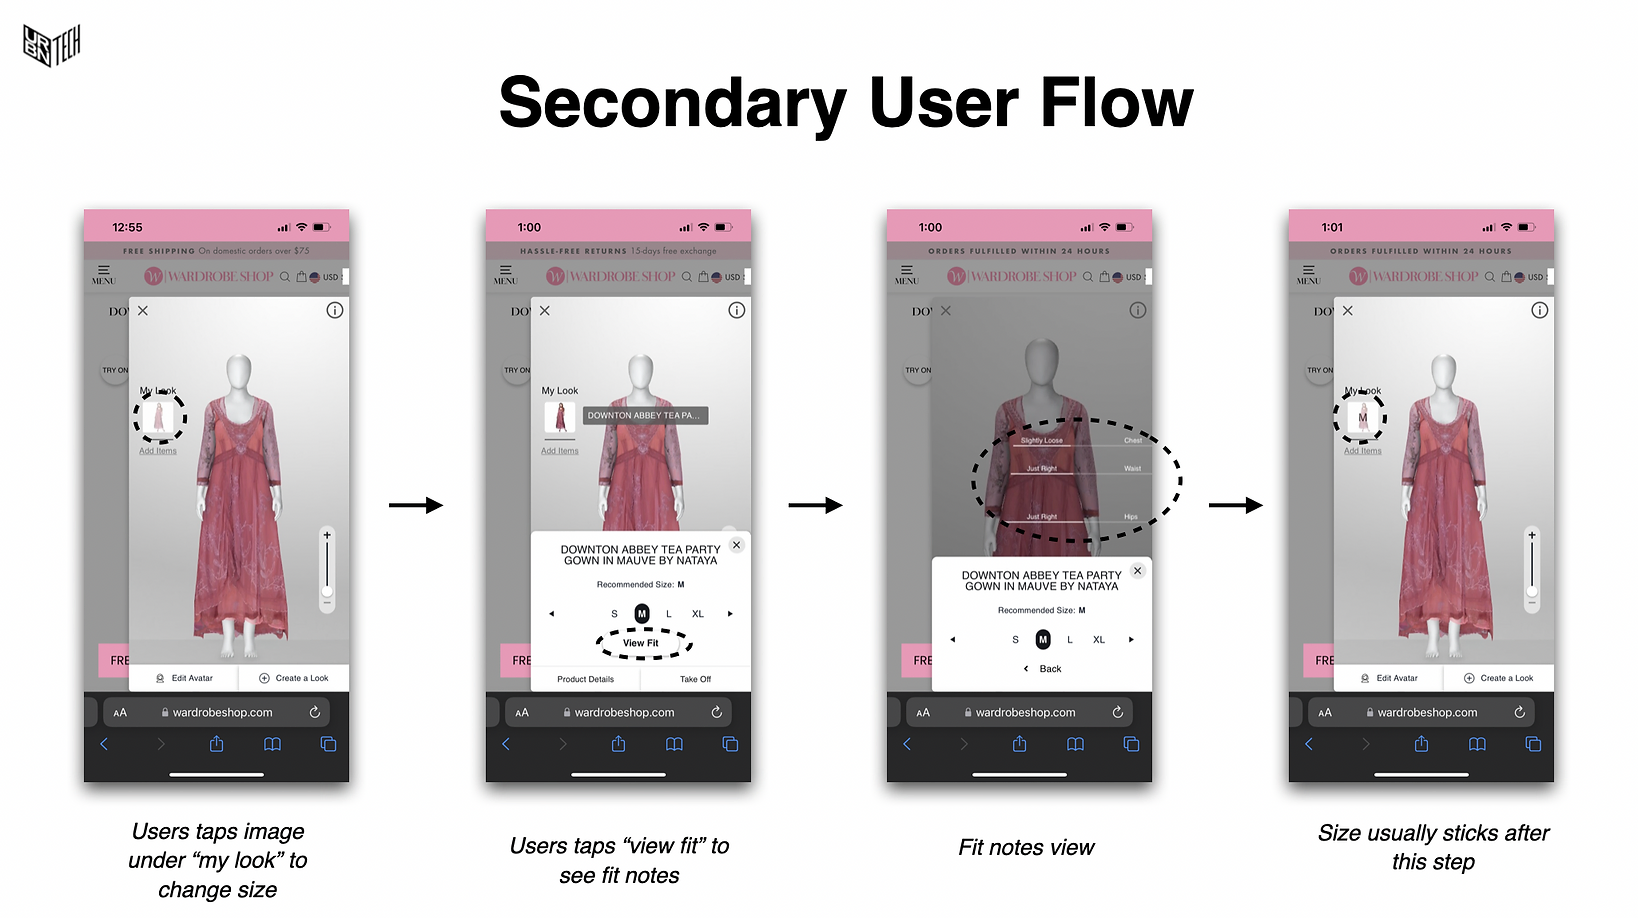 URBN TECH
Secondary User Flow
12:55
FREE SHIPPING On domestic orders over $75
MENU
W WARDROBE SHOP
USD
DO
TRY ON
My Look
Add Items
+
−
FRE
Edit Avatar
Create a Look
AA wardrobeshop.com
Users taps image
under “my look” to
change size
1:00
HASSLE-FREE RETURNS 15-days free exchange
MENU
W WARDROBE SHOP
USD
DO
TRY ON
My Look
DOWNTON ABBEY TEA PA...
Add Items
DOWNTON ABBEY TEA PARTY
GOWN IN MAUVE BY NATAYA
Recommended Size: M
S M L XL
View Fit
FRE
Product Details
Take Off
AA wardrobeshop.com
Users taps “view fit” to
see fit notes
1:00
ORDERS FULFILLED WITHIN 24 HOURS
MENU
W WARDROBE SHOP
USD
DO
TRY ON
Slightly Loose Chest
Just Right Waist
Just Right Hips
DOWNTON ABBEY TEA PARTY
GOWN IN MAUVE BY NATAYA
Recommended Size: M
S M L XL
Back
FRE
AA wardrobeshop.com
Fit notes view
1:01
ORDERS FULFILLED WITHIN 24 HOURS
MENU
W WARDROBE SHOP
USD
DO
TRY ON
My Look
M
Add Items
+
−
FRE
Edit Avatar
Create a Look
AA wardrobeshop.com
Size usually sticks after
this step